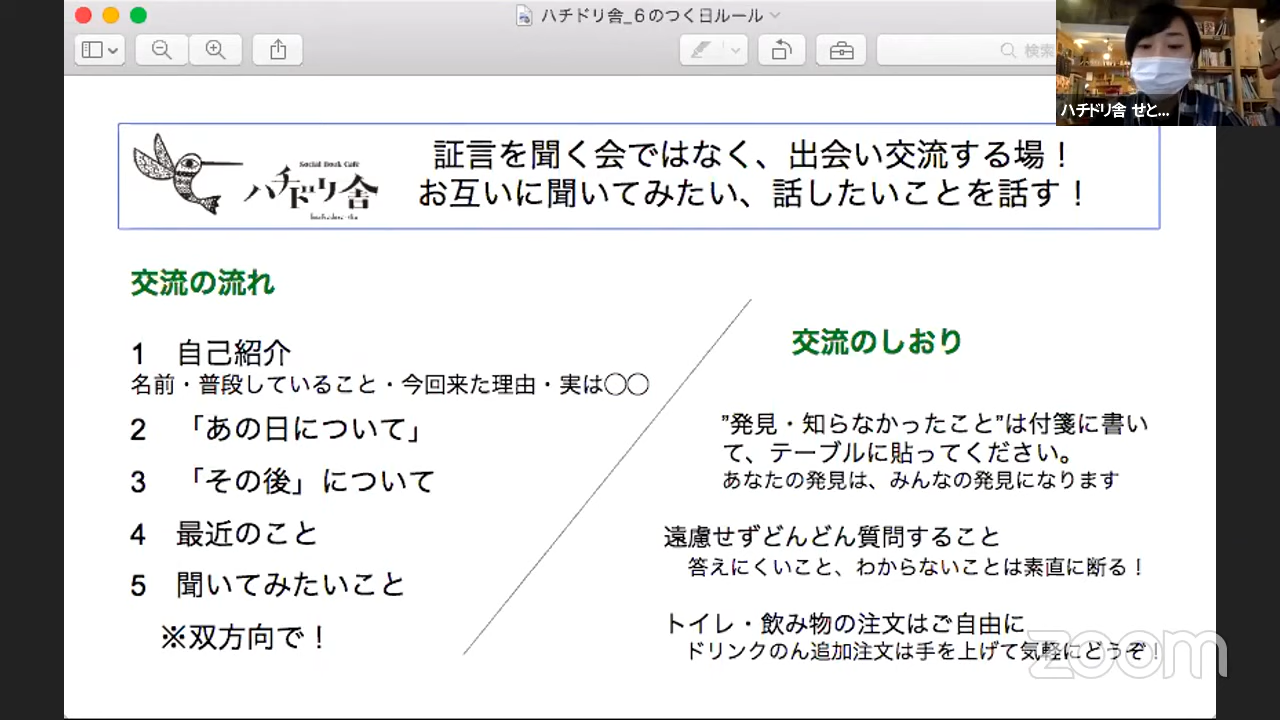 ハチドリ舎_６のつく日ルール
検索
ハチドリ舎 せと...
Social Book Cafe
ハチドリ舎
hachidori-sha
証言を聞く会ではなく、出会い交流する場！
お互いに聞いてみたい、話したいことを話す！
交流の流れ
1 自己紹介
名前・普段していること・今回来た理由・実は◯◯
2 「あの日について」
3 「その後」について
4 最近のこと
5 聞いてみたいこと
※双方向で！
交流のしおり
”発見・知らなかったこと”は付箋に書い
て、テーブルに貼ってください。
あなたの発見は、みんなの発見になります
遠慮せずどんどん質問すること
答えにくいこと、わからないことは素直に断る！
トイレ・飲み物の注文はご自由に
ドリンクのん追加注文は手を上げて気軽にどうぞ！
zoom